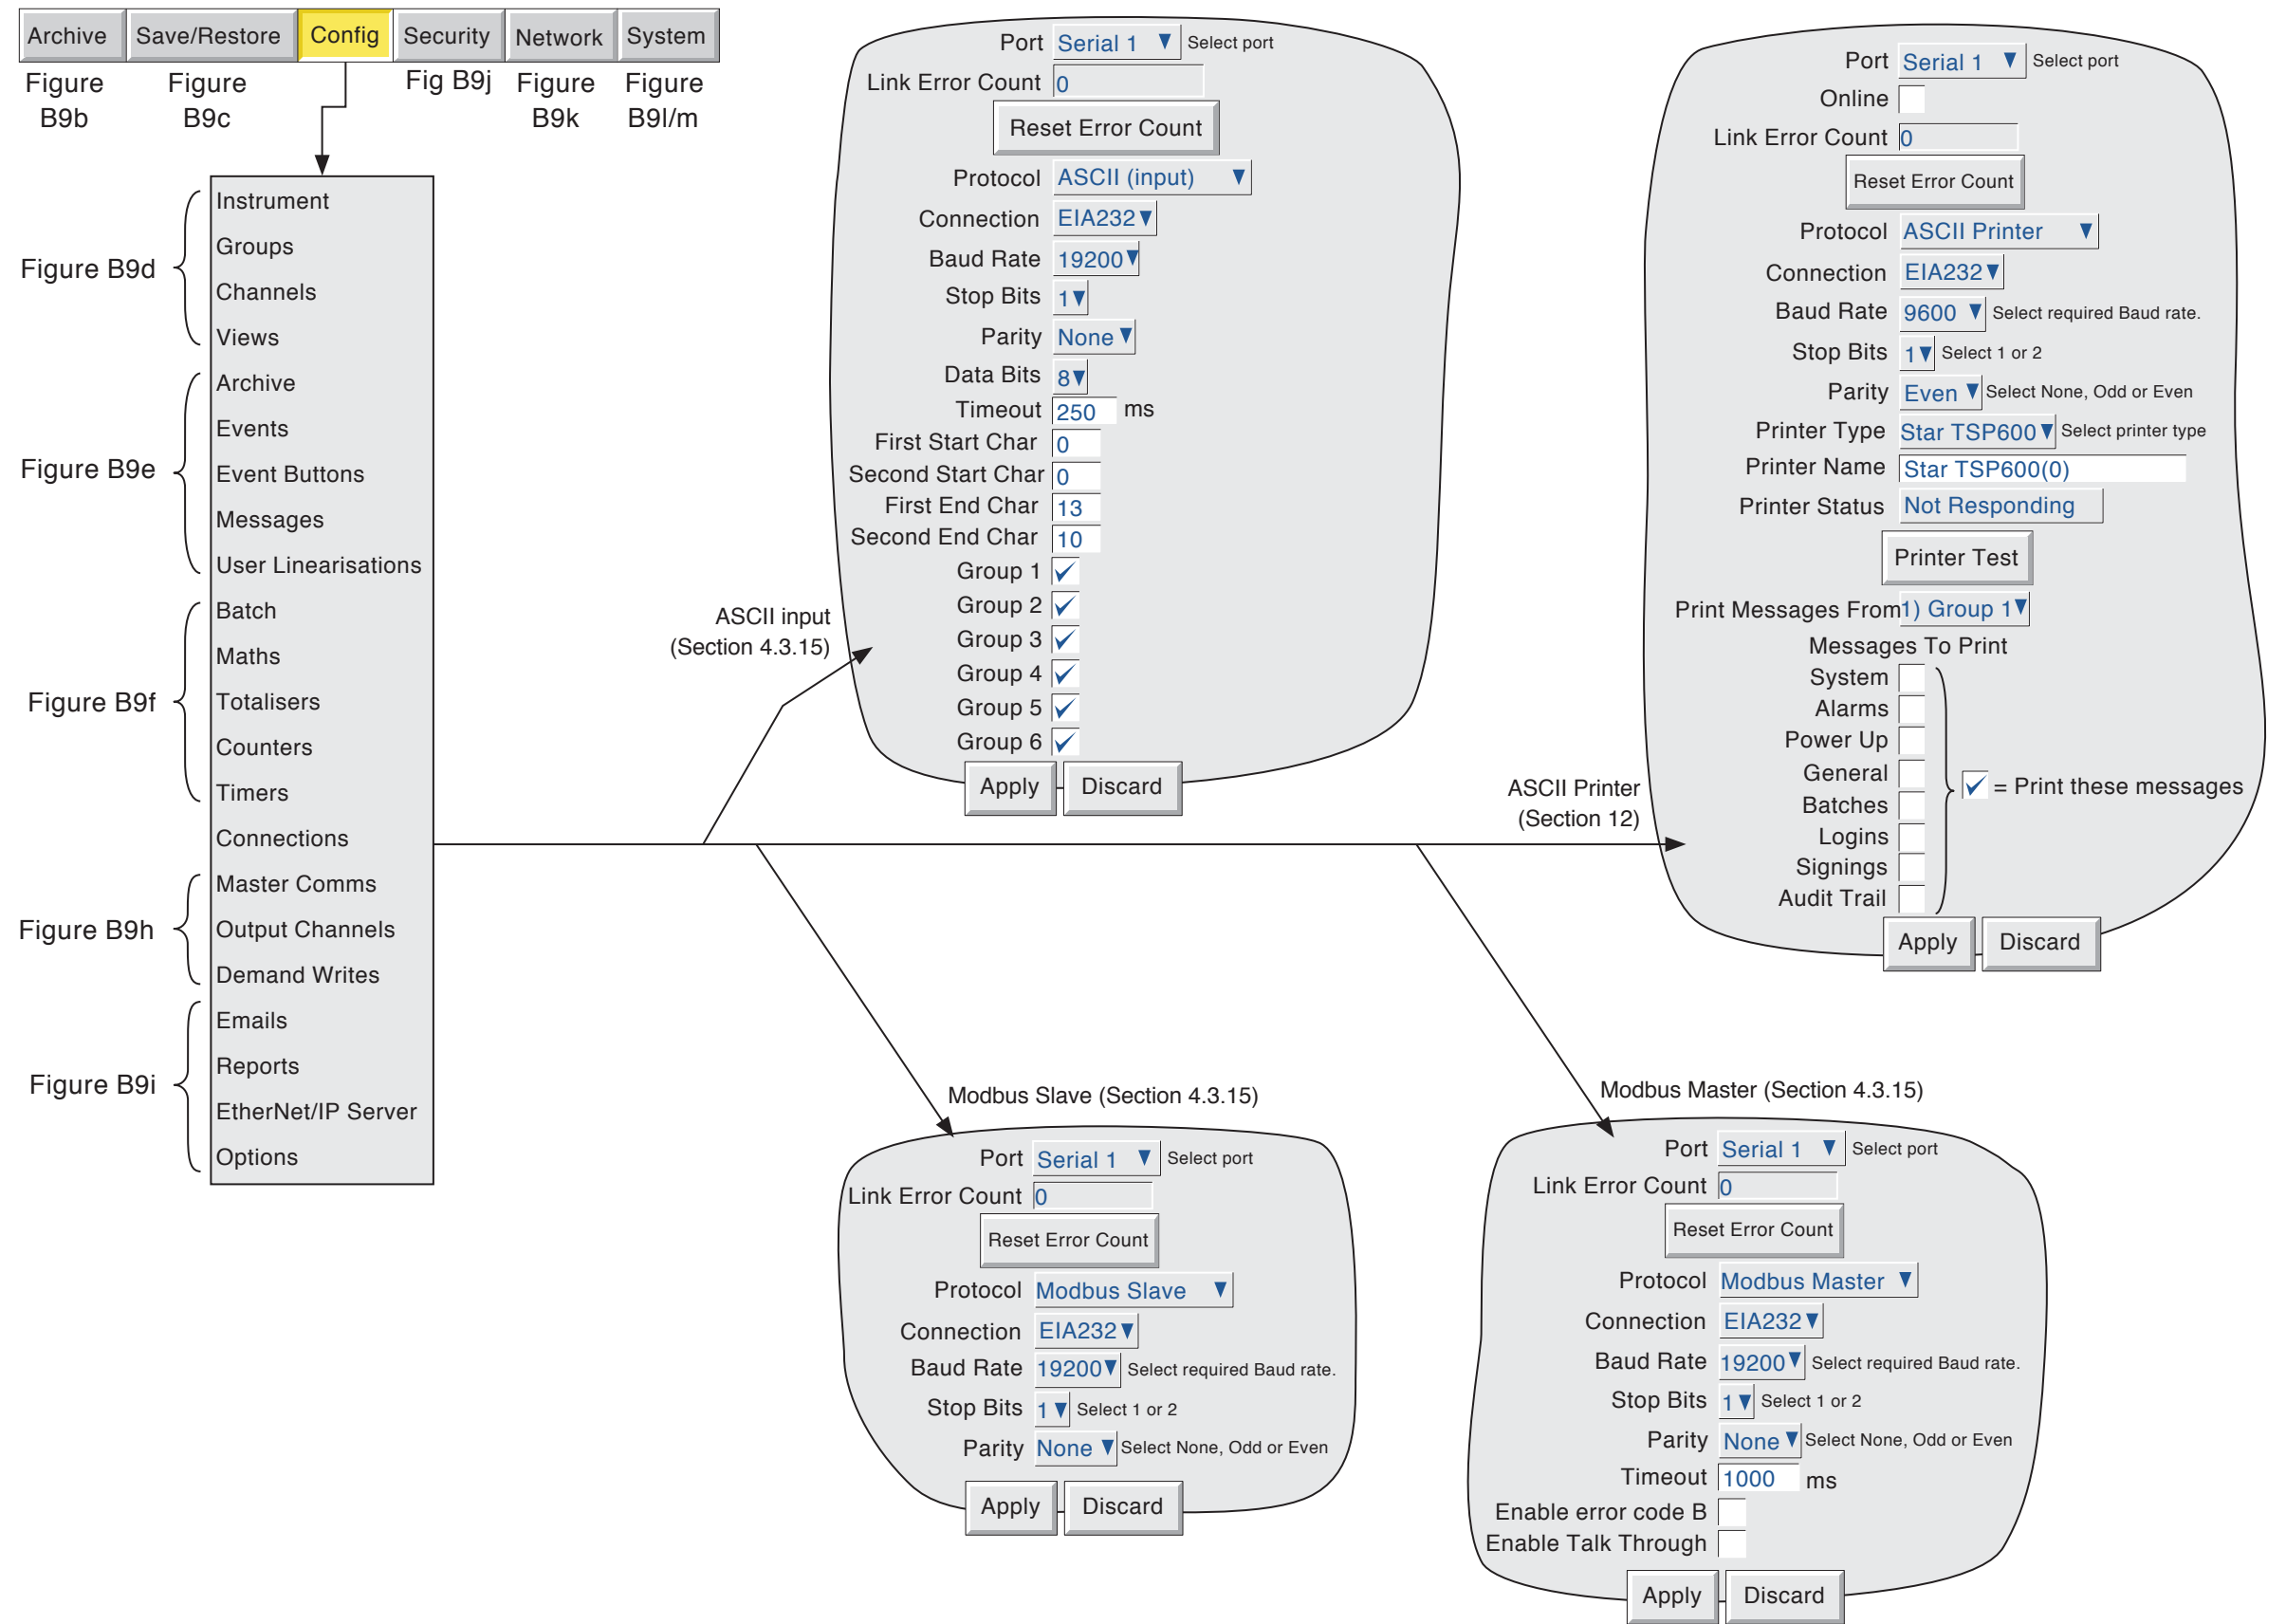 Archive Save/Restore Config Security Network System
Figure B9b
Figure B9c
Fig B9j
Figure B9k
Figure B9l/m
Figure B9d
Instrument
Groups
Channels
Views
Figure B9e
Archive
Events
Event Buttons
Messages
User Linearisations
Figure B9f
Batch
Maths
Totalisers
Counters
Timers
Connections
Figure B9h
Master Comms
Output Channels
Demand Writes
Figure B9i
Emails
Reports
EtherNet/IP Server
Options
ASCII input
(Section 4.3.15)
Port Serial 1 Select port
Link Error Count 0
Reset Error Count
Protocol ASCII (input)
Connection EIA232
Baud Rate 19200
Stop Bits 1
Parity None
Data Bits 8
Timeout 250 ms
First Start Char 0
Second Start Char 0
First End Char 13
Second End Char 10
Group 1
Group 2
Group 3
Group 4
Group 5
Group 6
Apply Discard
ASCII Printer
(Section 12)
Port Serial 1 Select port
Online
Link Error Count 0
Reset Error Count
Protocol ASCII Printer
Connection EIA232
Baud Rate 9600 Select required Baud rate.
Stop Bits 1 Select 1 or 2
Parity Even Select None, Odd or Even
Printer Type Star TSP600 Select printer type
Printer Name Star TSP600(0)
Printer Status Not Responding
Printer Test
Print Messages From 1) Group 1
Messages To Print
System
Alarms
Power Up
General
= Print these messages
Batches
Logins
Signings
Audit Trail
Apply Discard
Modbus Slave (Section 4.3.15)
Port Serial 1 Select port
Link Error Count 0
Reset Error Count
Protocol Modbus Slave
Connection EIA232
Baud Rate 19200 Select required Baud rate.
Stop Bits 1 Select 1 or 2
Parity None Select None, Odd or Even
Apply Discard
Modbus Master (Section 4.3.15)
Port Serial 1 Select port
Link Error Count 0
Reset Error Count
Protocol Modbus Master
Connection EIA232
Baud Rate 19200 Select required Baud rate.
Stop Bits 1 Select 1 or 2
Parity None Select None, Odd or Even
Timeout 1000 ms
Enable error code B
Enable Talk Through
Apply Discard